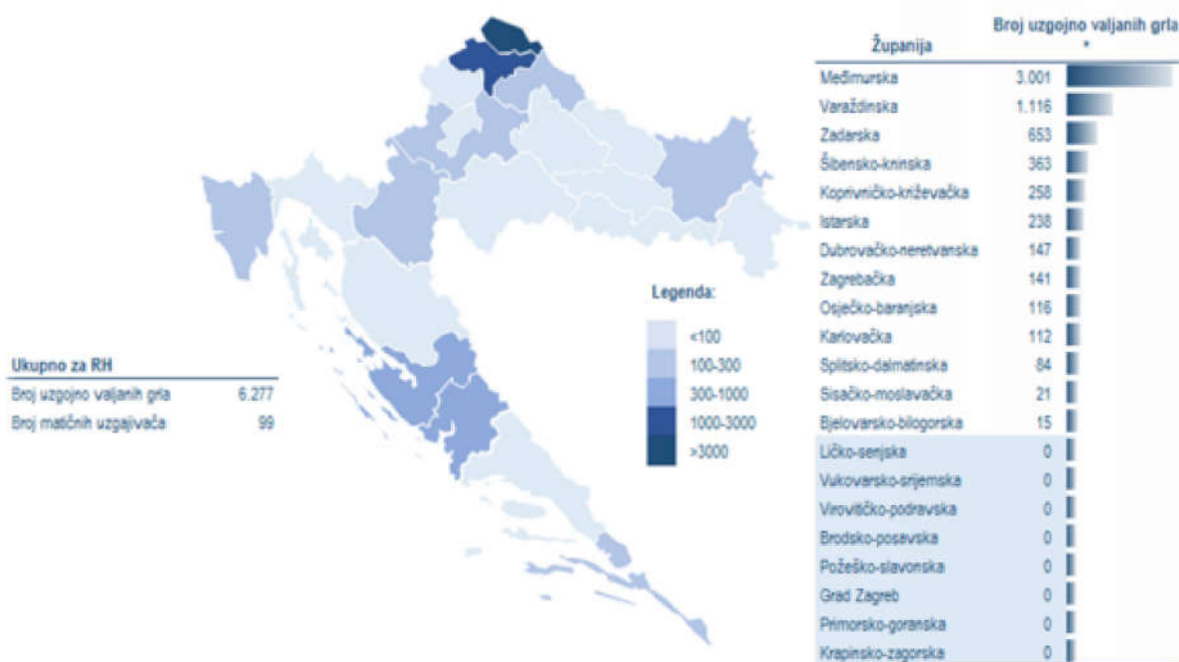 Ukupno za RH
Broj uzgojno valjanih grla 6.277
Broj matičnih uzgajivača 99
Legenda:
<100
100-300
300-1000
1000-3000
>3000
Županija Broj uzgojno valjanih grla
Međimurska 3.001
Varaždinska 1.116
Zadarska 653
Šibensko-kninska 363
Koprivničko-križevačka 258
Istarska 238
Dubrovačko-neretvanska 147
Zagrebačka 141
Osječko-baranjska 116
Karlovačka 112
Splitsko-dalmatinska 84
Sisačko-moslavačka 21
Bjelovarsko-bilogorska 15
Ličko-senjska 0
Vukovarsko-srijemska 0
Virovitičko-podravska 0
Brodsko-posavska 0
Požeško-slavonska 0
Grad Zagreb 0
Primorsko-goranska 0
Krapinsko-zagorska 0